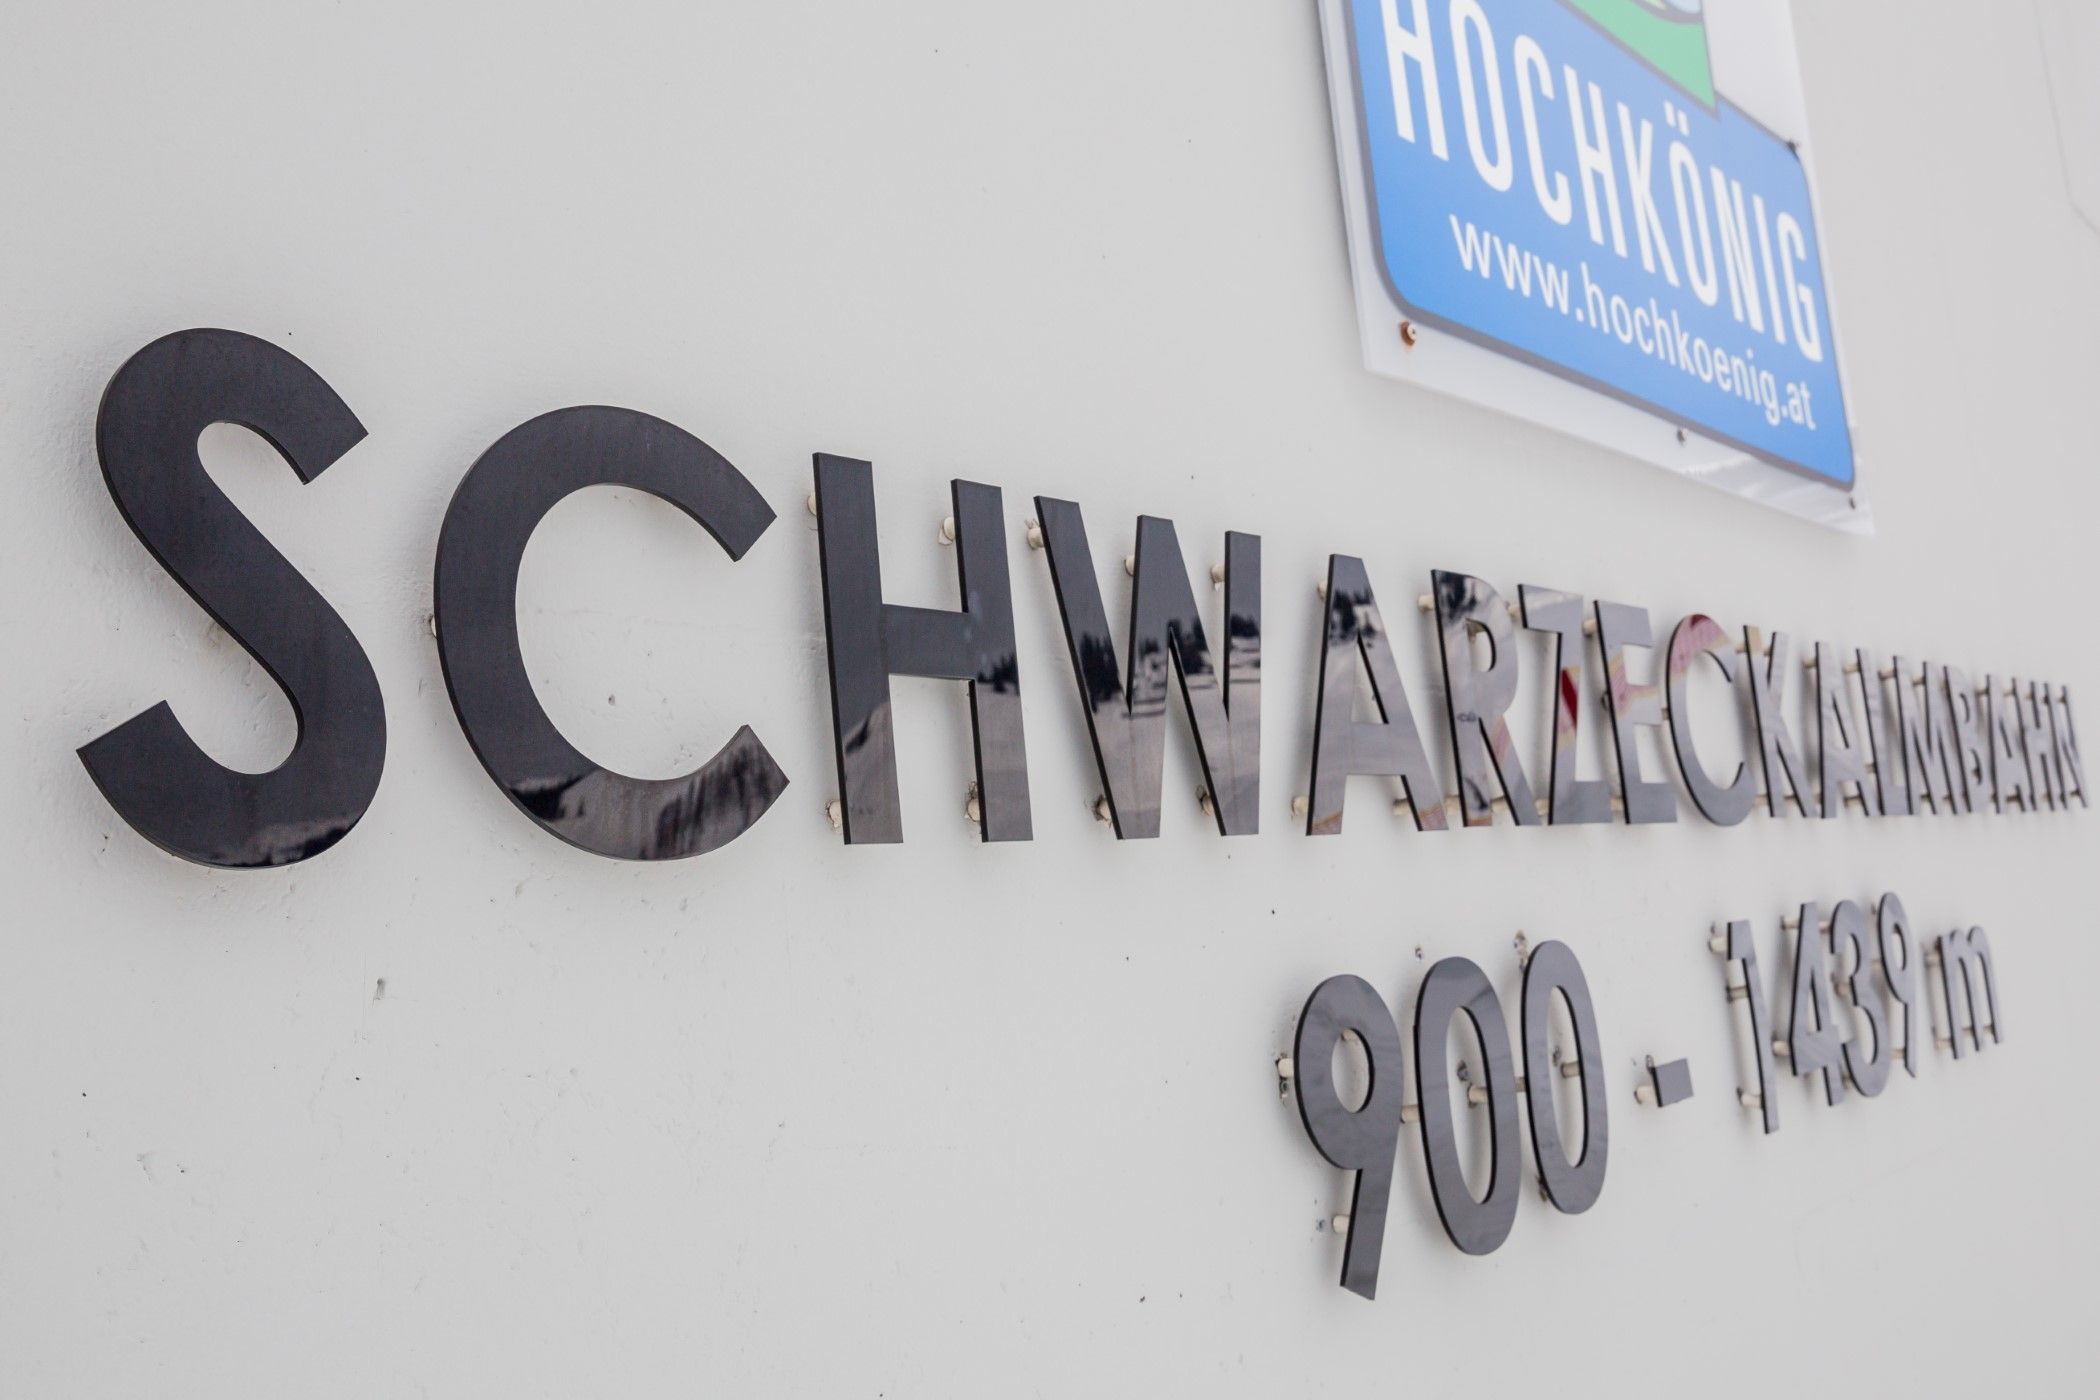 HOCHKÖNIG
www.hochkoenig.at
SCHWARZECKALMBAHN
900 - 1439 m